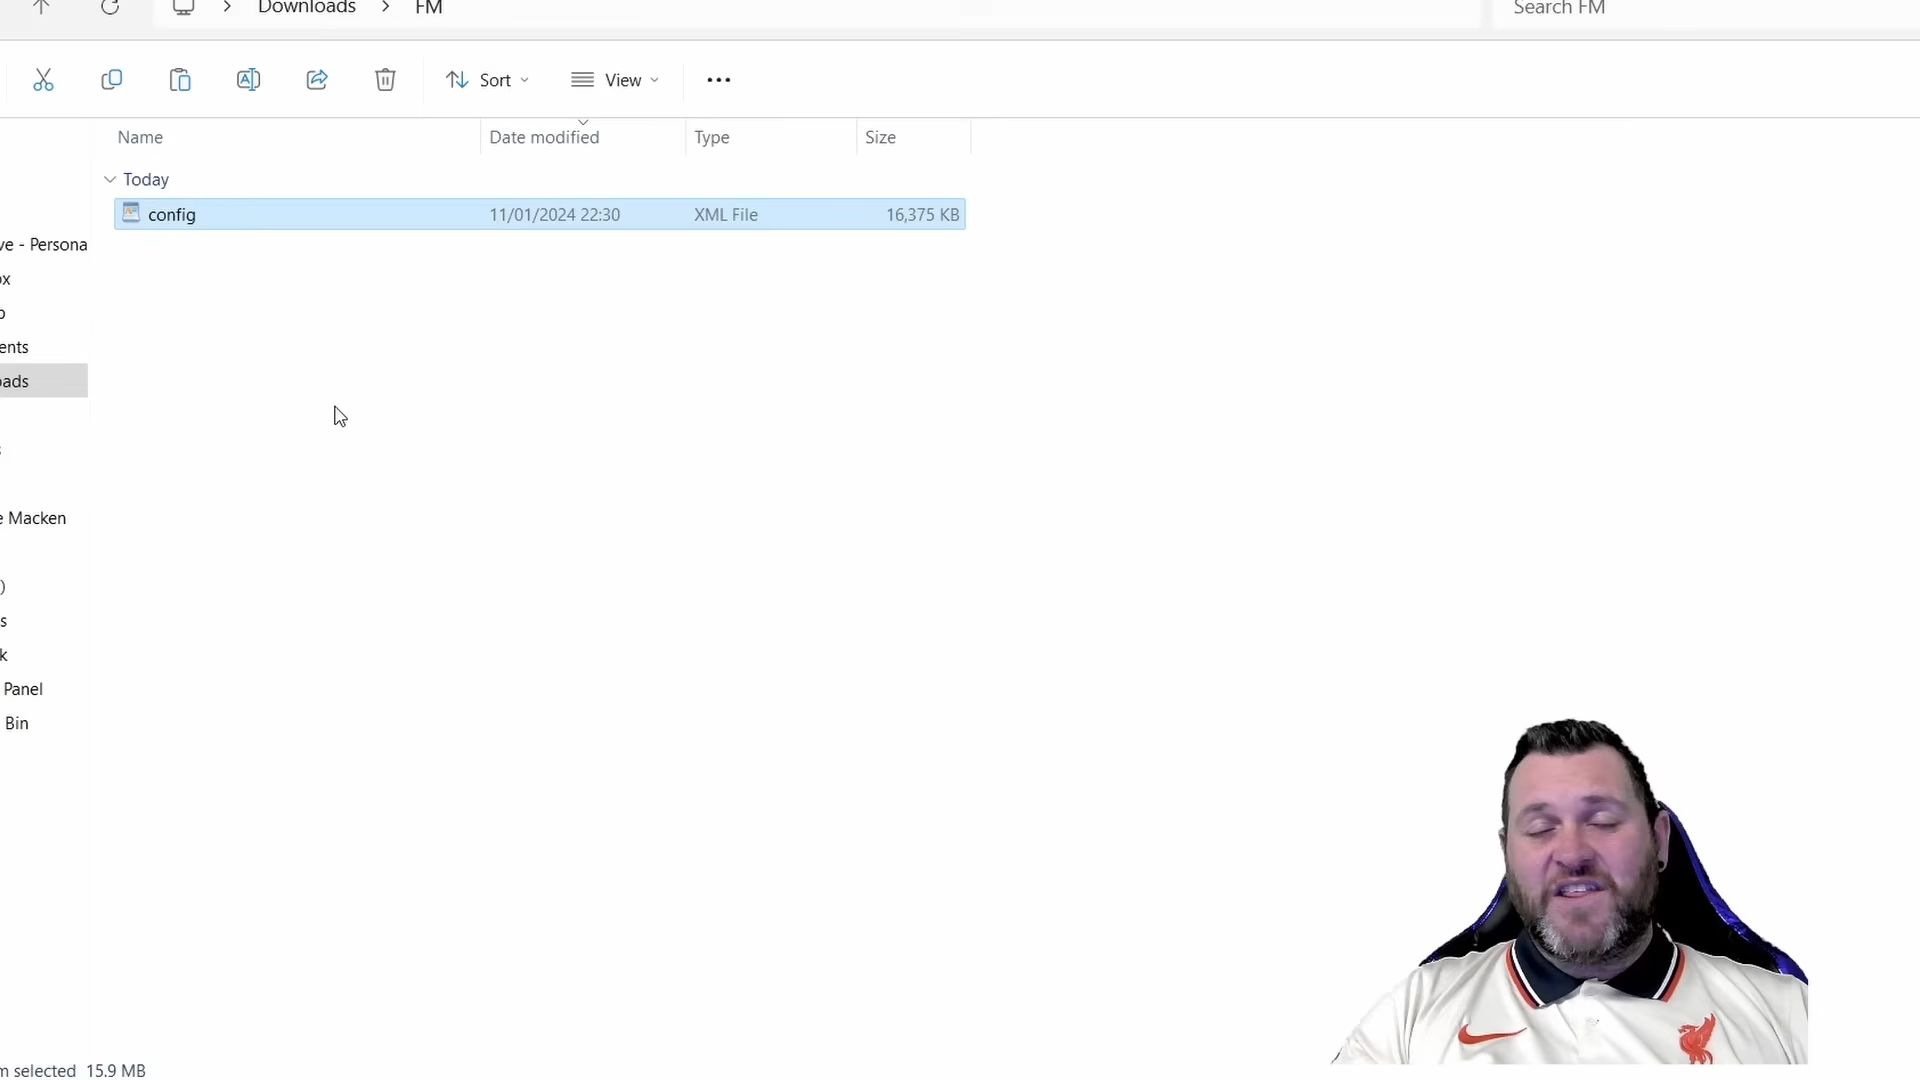 Downloads > FM
Search FM
Sort
View
Name
Date modified
Type
Size
Today
config 11/01/2024 22:30 XML File 16,375 KB
ve - Persona
ox
p
ents
oads
s
e Macken
)
s
k
Panel
Bin
m selected 15.9 MB